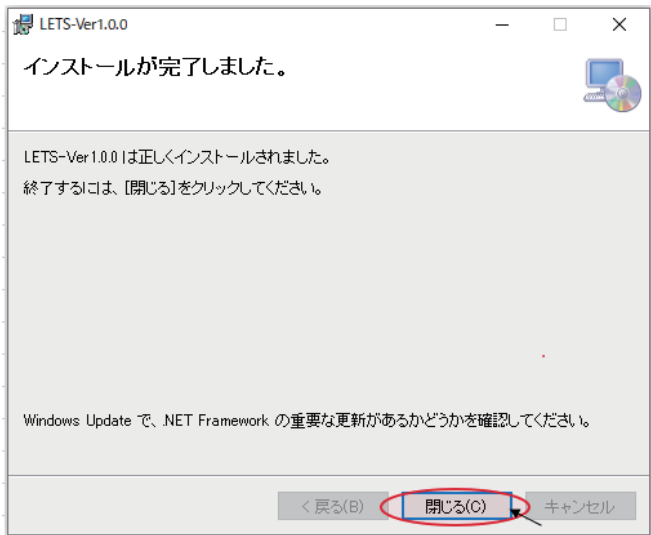 LETS-Ver1.0.0
インストールが完了しました。
LETS-Ver1.0.0 は正しくインストールされました。
終了するには、[閉じる]をクリックしてください。
Windows Update で、.NET Framework の重要な更新があるかどうかを確認してください。
< 戻る(B) 閉じる(C) キャンセル